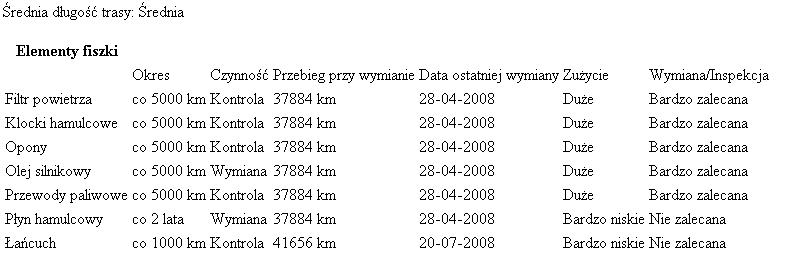 Średnia długość trasy: Średnia
Elementy fiszki
Okres Czynność Przebieg przy wymianie Data ostatniej wymiany Zużycie Wymiana/Inspekcja
Filtr powietrza co 5000 km Kontrola 37884 km 28-04-2008 Duże Bardzo zalecana
Klocki hamulcowe co 5000 km Kontrola 37884 km 28-04-2008 Duże Bardzo zalecana
Opony co 5000 km Kontrola 37884 km 28-04-2008 Duże Bardzo zalecana
Olej silnikowy co 5000 km Wymiana 37884 km 28-04-2008 Duże Bardzo zalecana
Przewody paliwowe co 5000 km Kontrola 37884 km 28-04-2008 Duże Bardzo zalecana
Płyn hamulcowy co 2 lata Wymiana 37884 km 28-04-2008 Bardzo niskie Nie zalecana
Łańcuch co 1000 km Kontrola 41656 km 20-07-2008 Bardzo niskie Nie zalecana